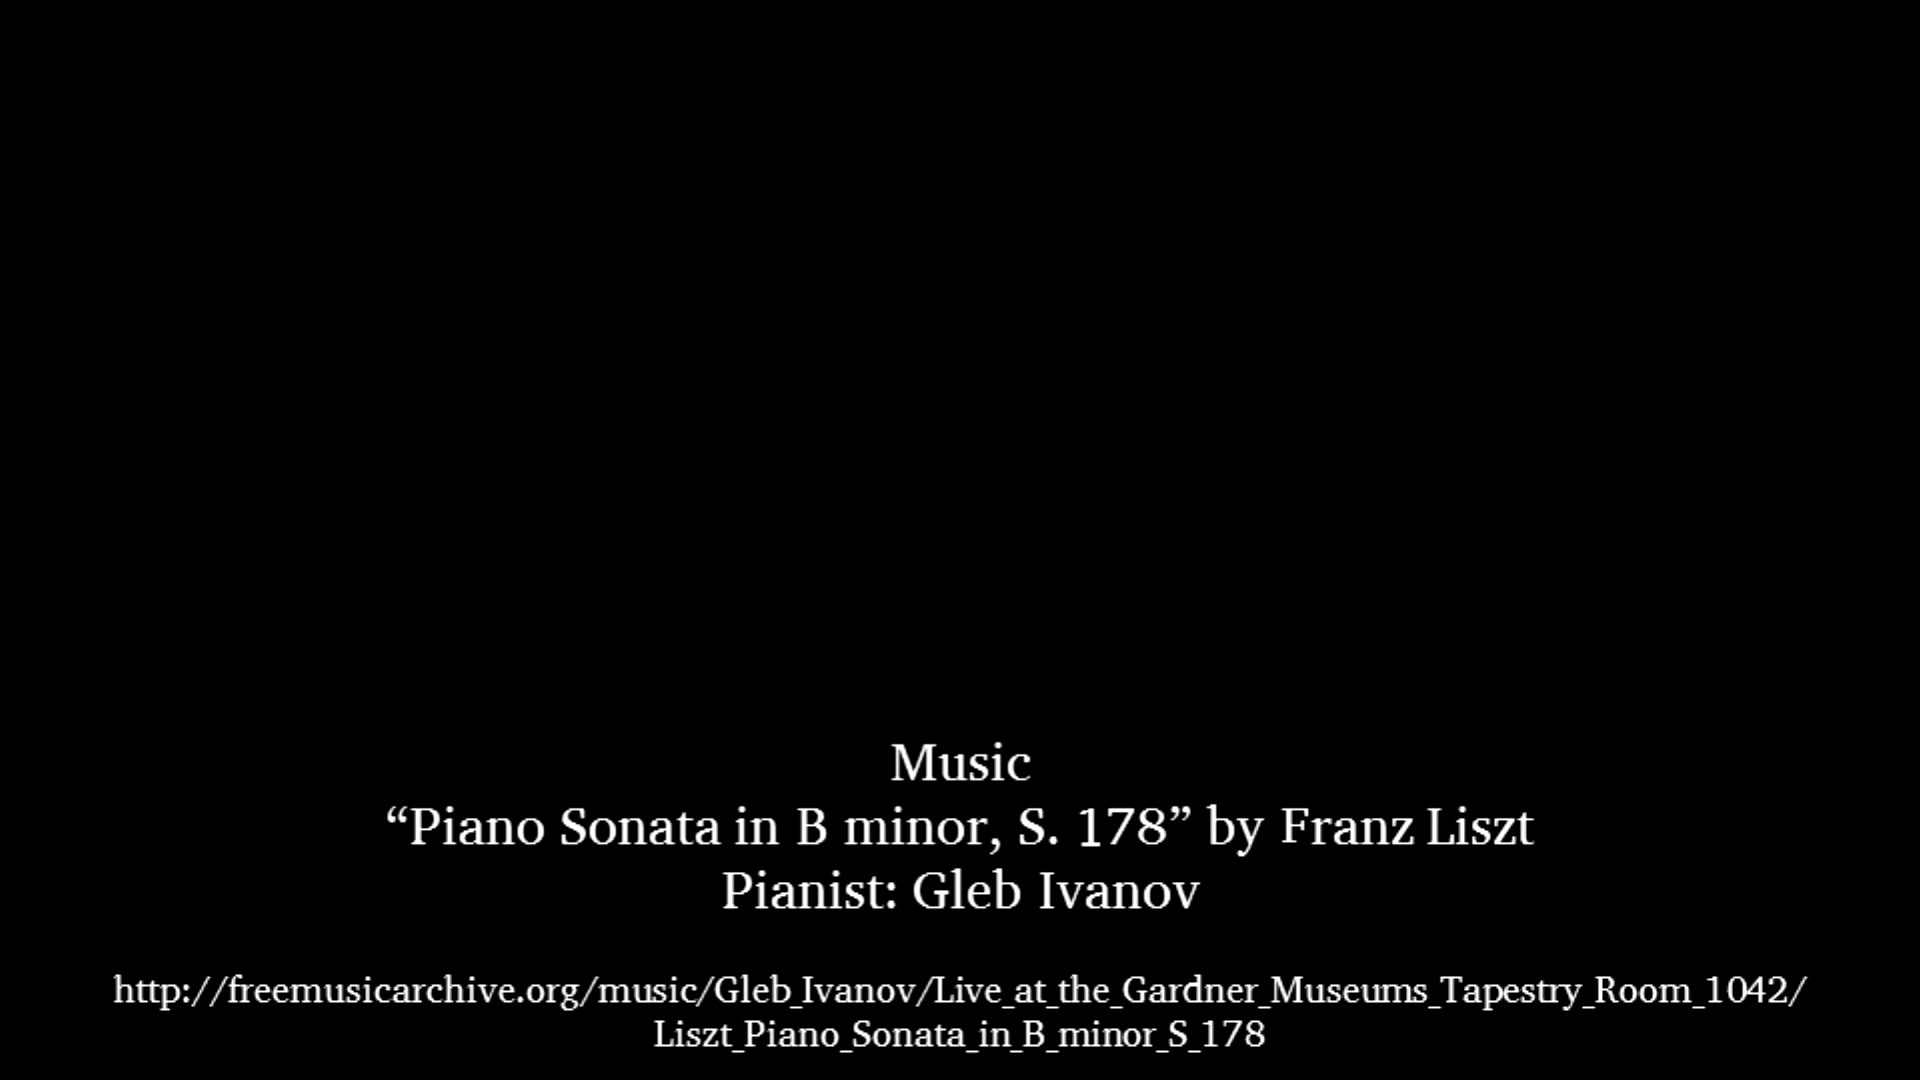 Music
“Piano Sonata in B minor, S. 178” by Franz Liszt
Pianist: Gleb Ivanov
http://freemusicarchive.org/music/Gleb_Ivanov/Live_at_the_Gardner_Museums_Tapestry_Room_1042/
Liszt_Piano_Sonata_in_B_minor_S_178